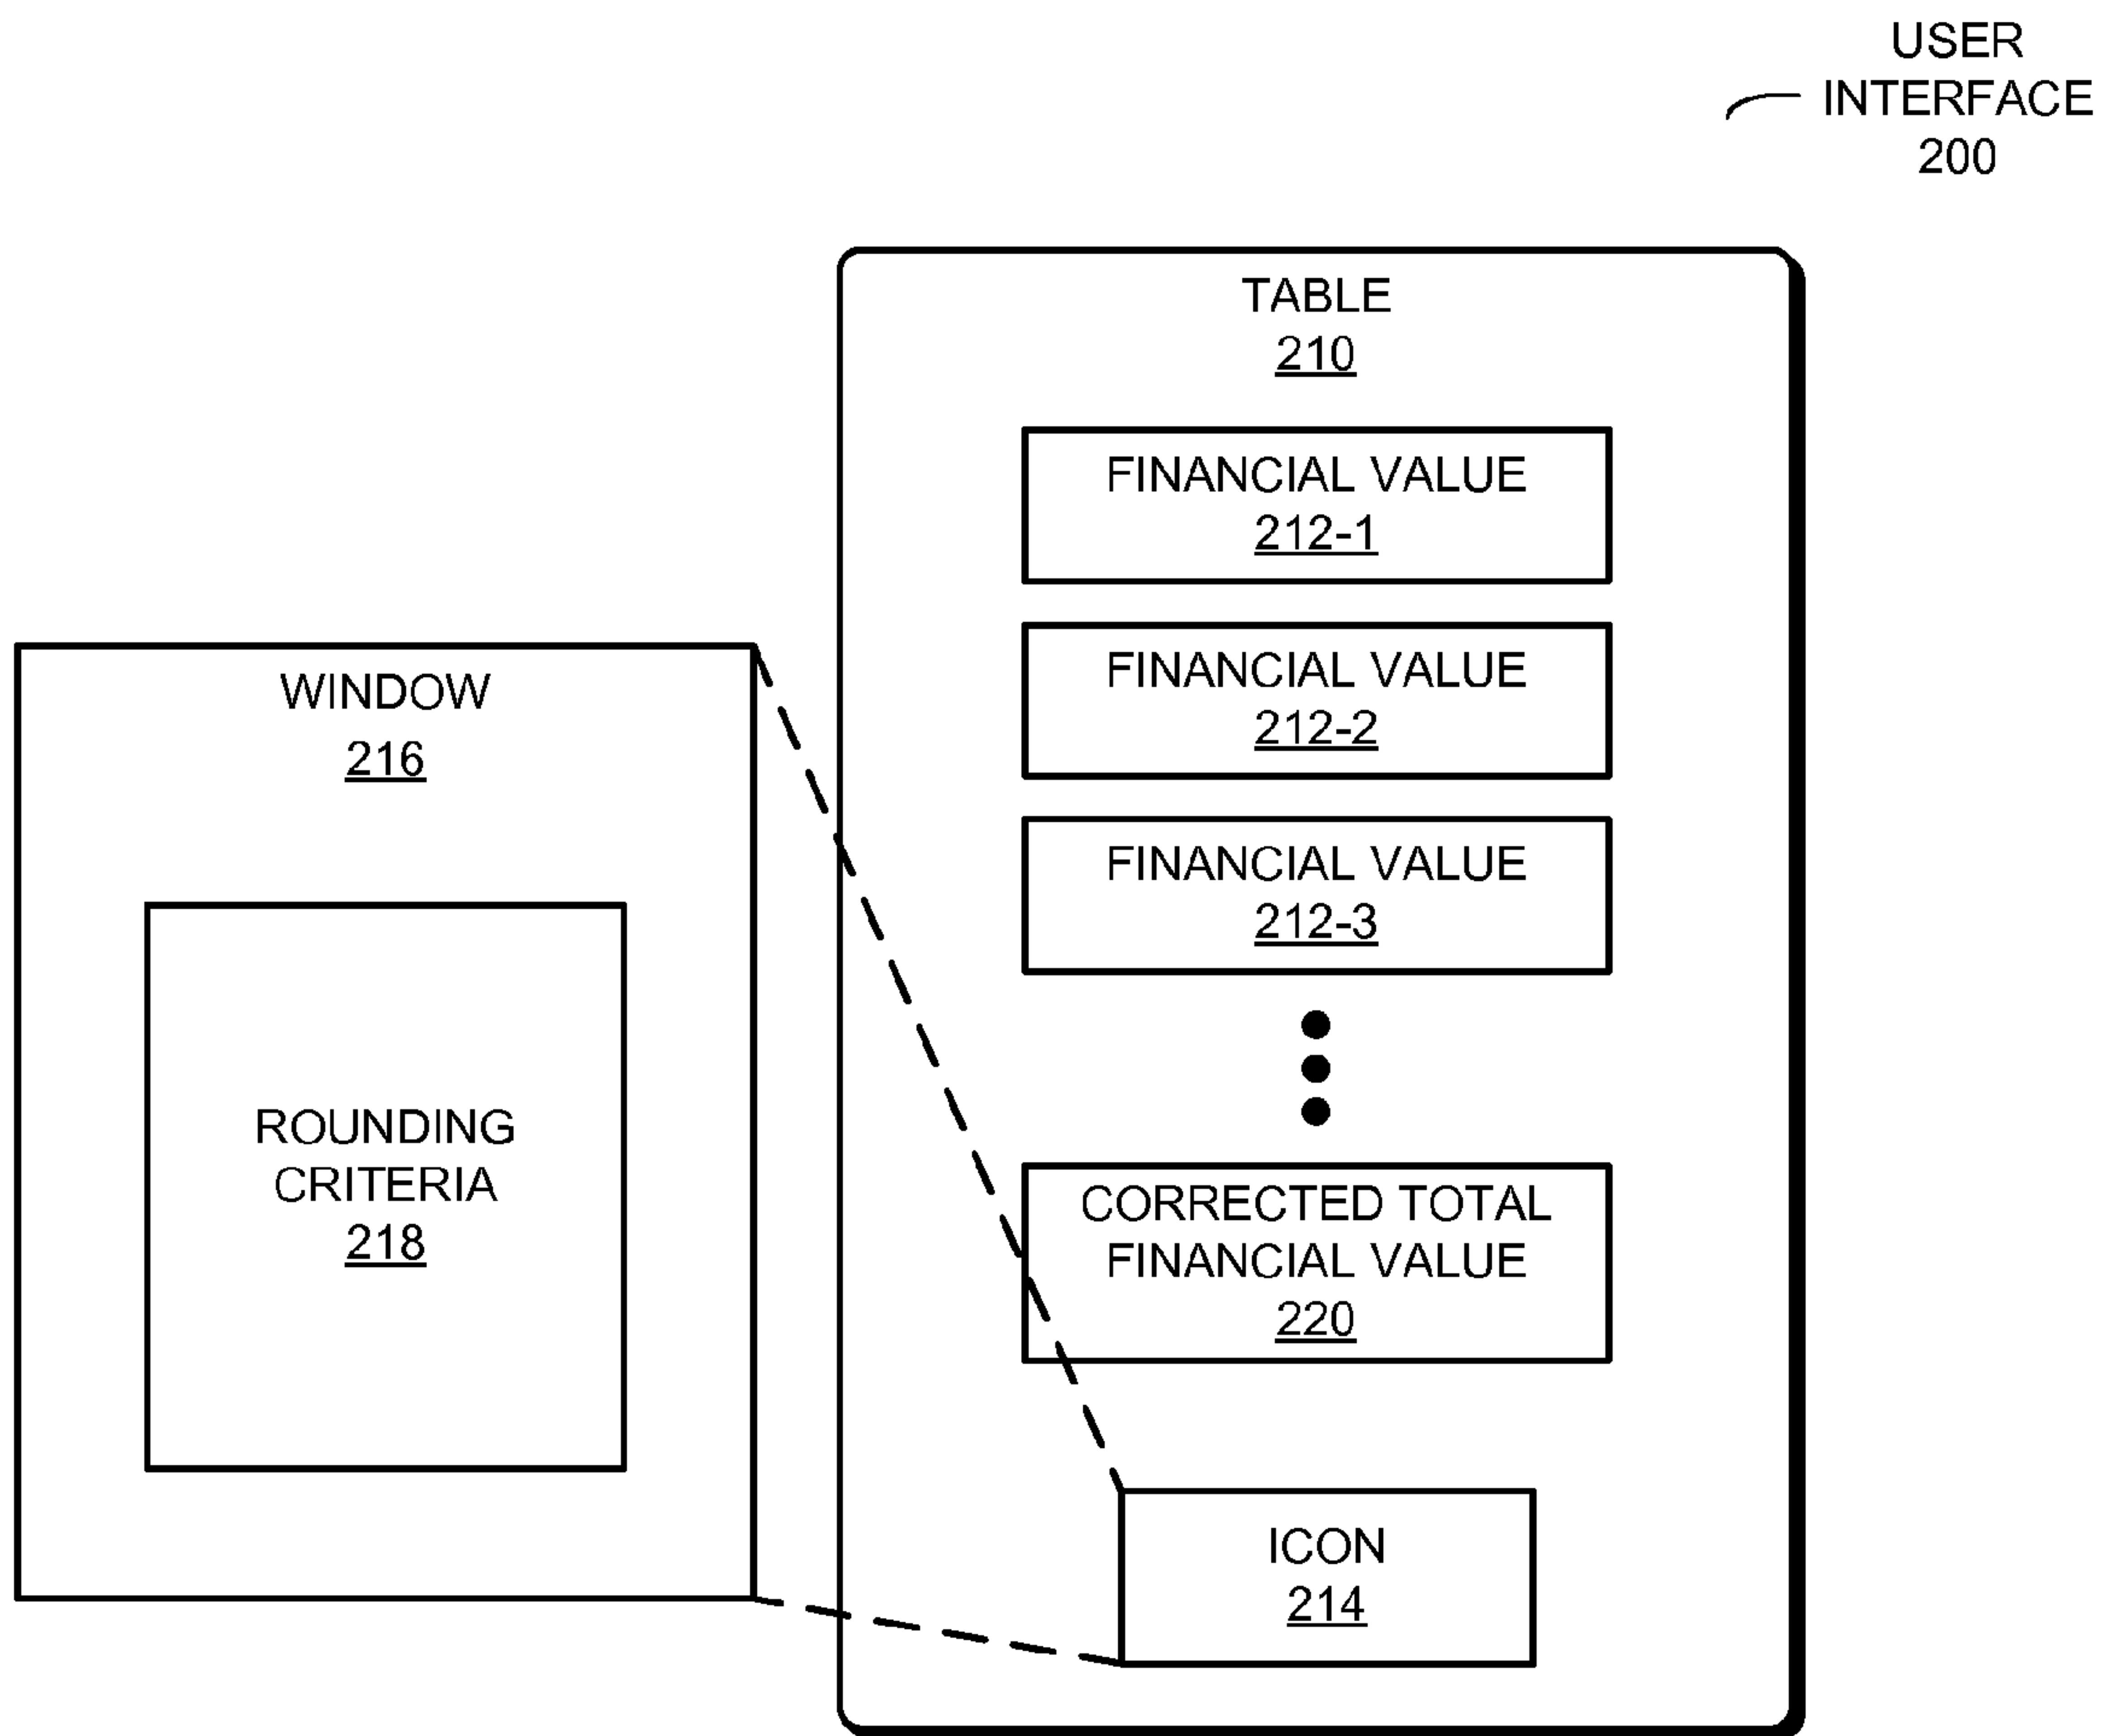 USER
INTERFACE
200
TABLE
210
FINANCIAL VALUE
212-1
FINANCIAL VALUE
212-2
FINANCIAL VALUE
212-3
CORRECTED TOTAL
FINANCIAL VALUE
220
ICON
214
WINDOW
216
ROUNDING
CRITERIA
218